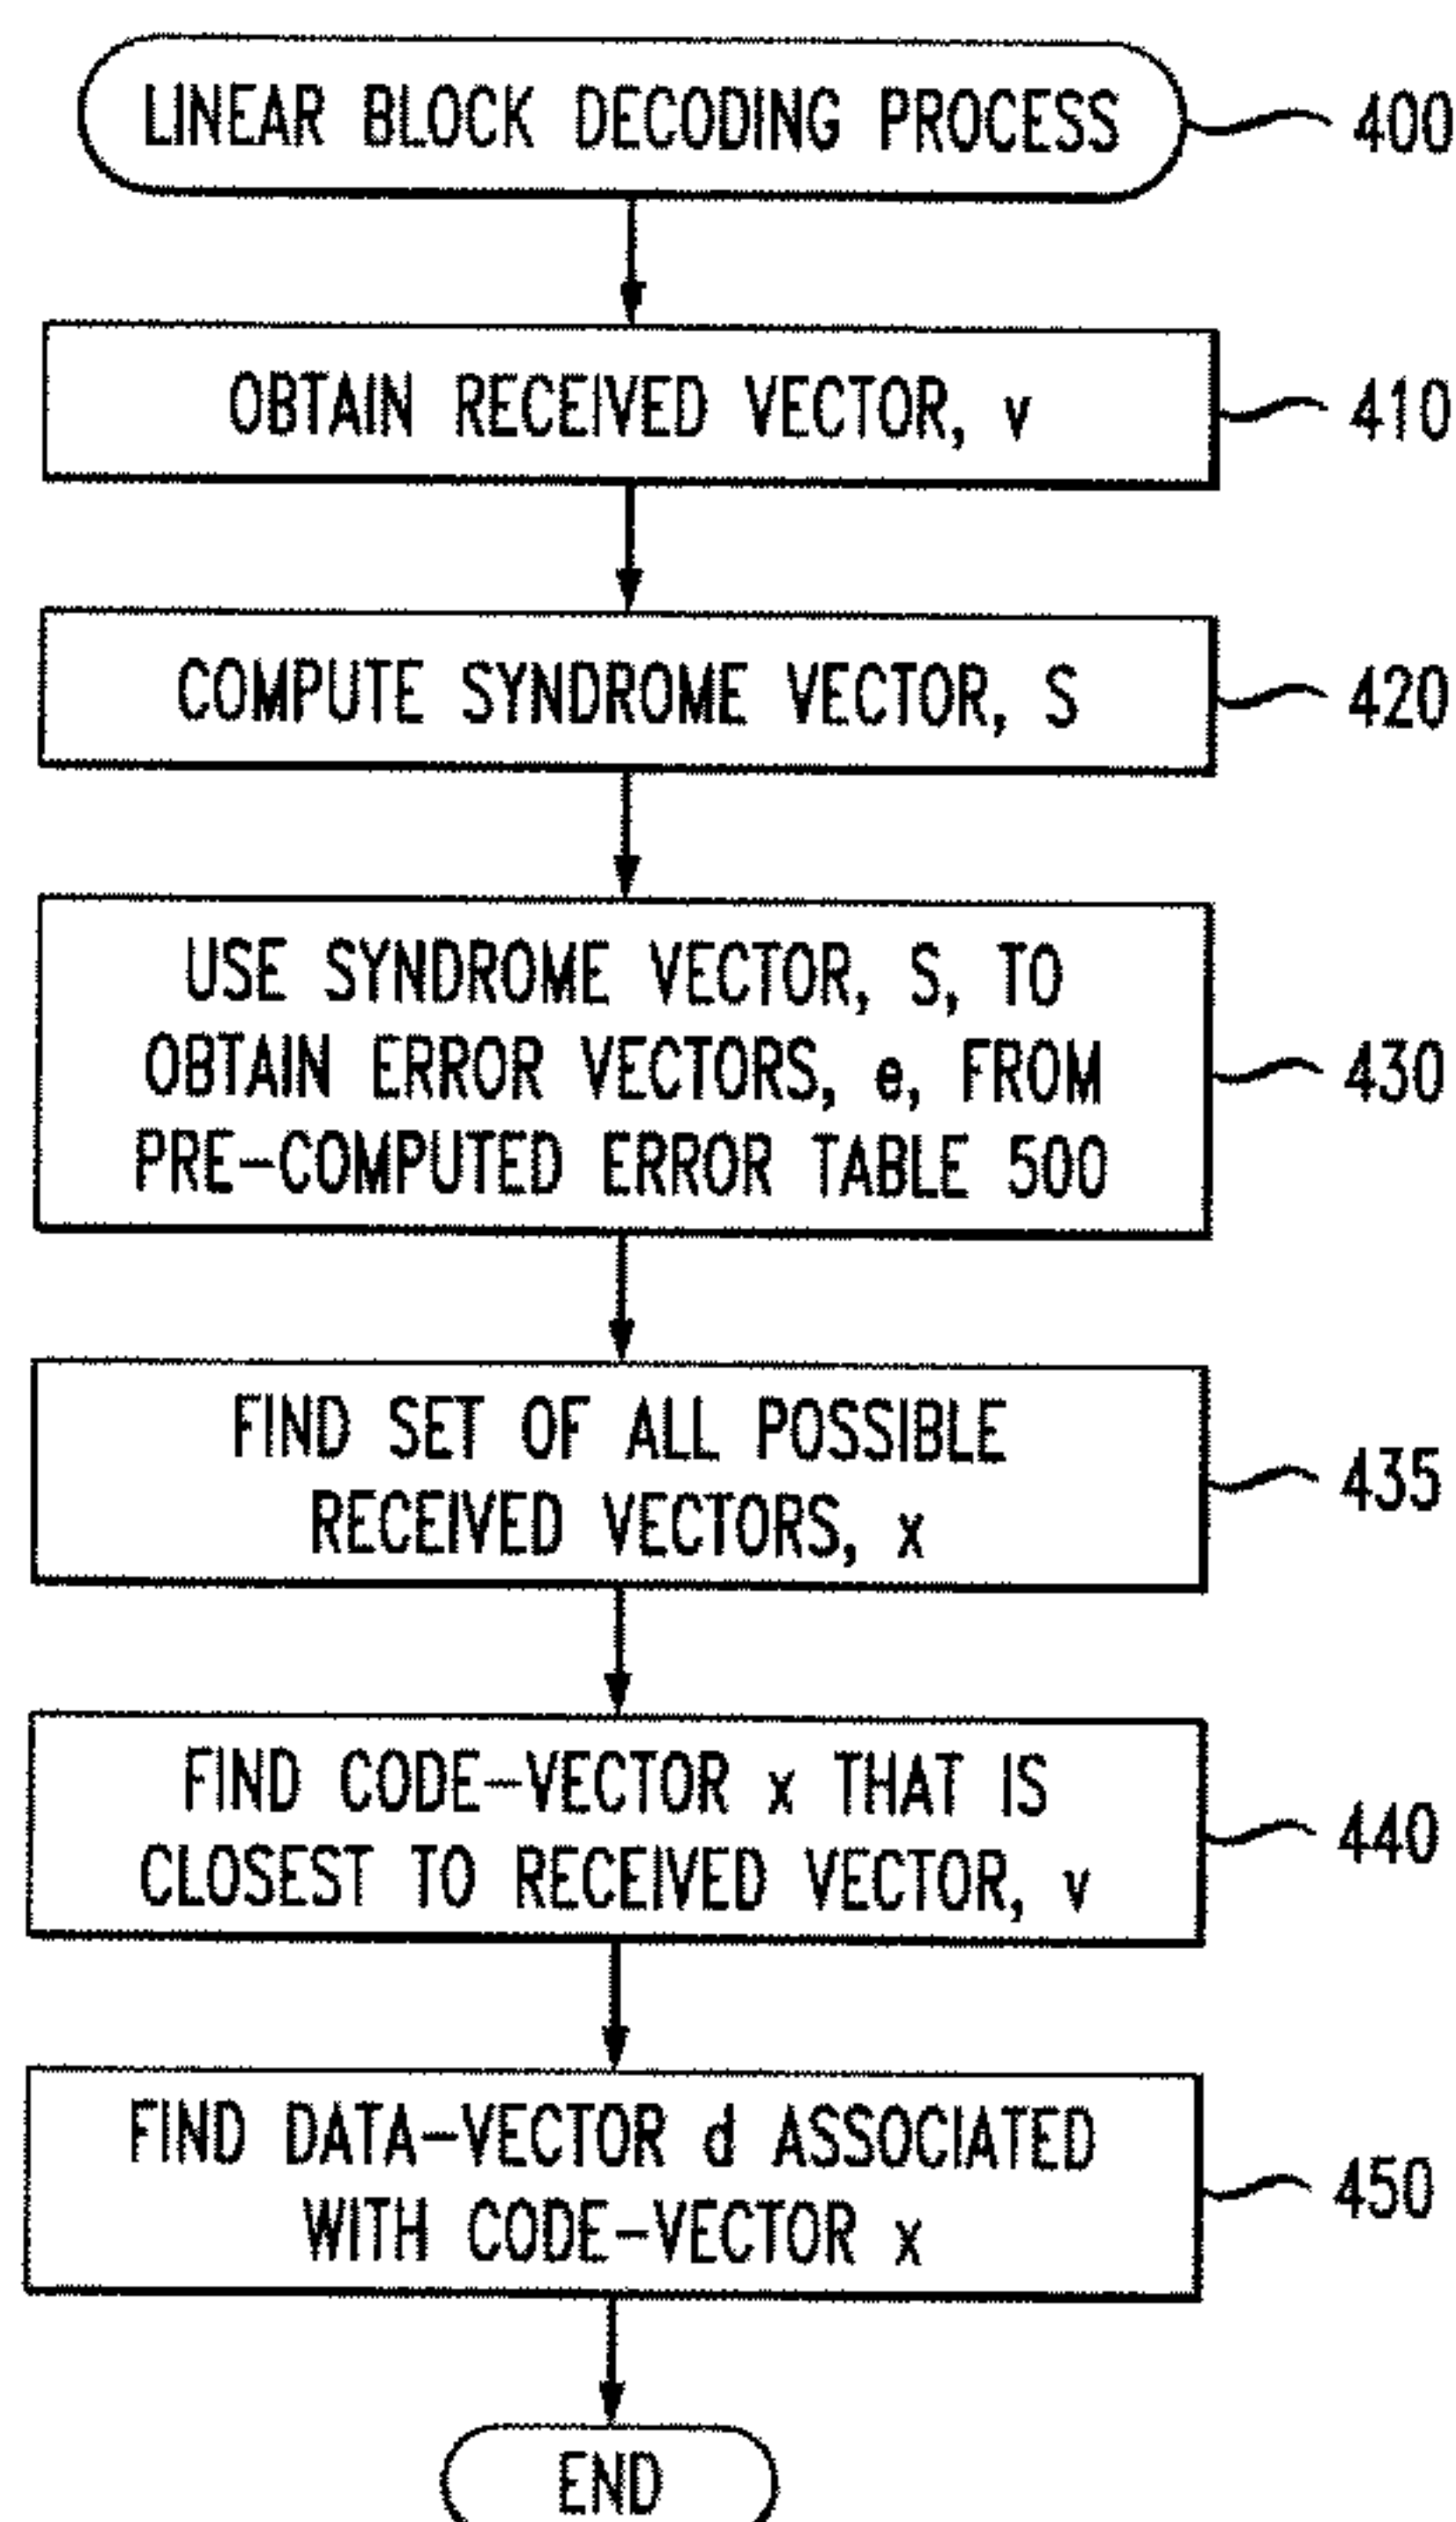 LINEAR BLOCK DECODING PROCESS
400
OBTAIN RECEIVED VECTOR, v
410
COMPUTE SYNDROME VECTOR, S
420
USE SYNDROME VECTOR, S, TO
OBTAIN ERROR VECTORS, e, FROM
PRE-COMPUTED ERROR TABLE 500
430
FIND SET OF ALL POSSIBLE
RECEIVED VECTORS, x
435
FIND CODE-VECTOR x THAT IS
CLOSEST TO RECEIVED VECTOR, v
440
FIND DATA-VECTOR d ASSOCIATED
WITH CODE-VECTOR x
450
END